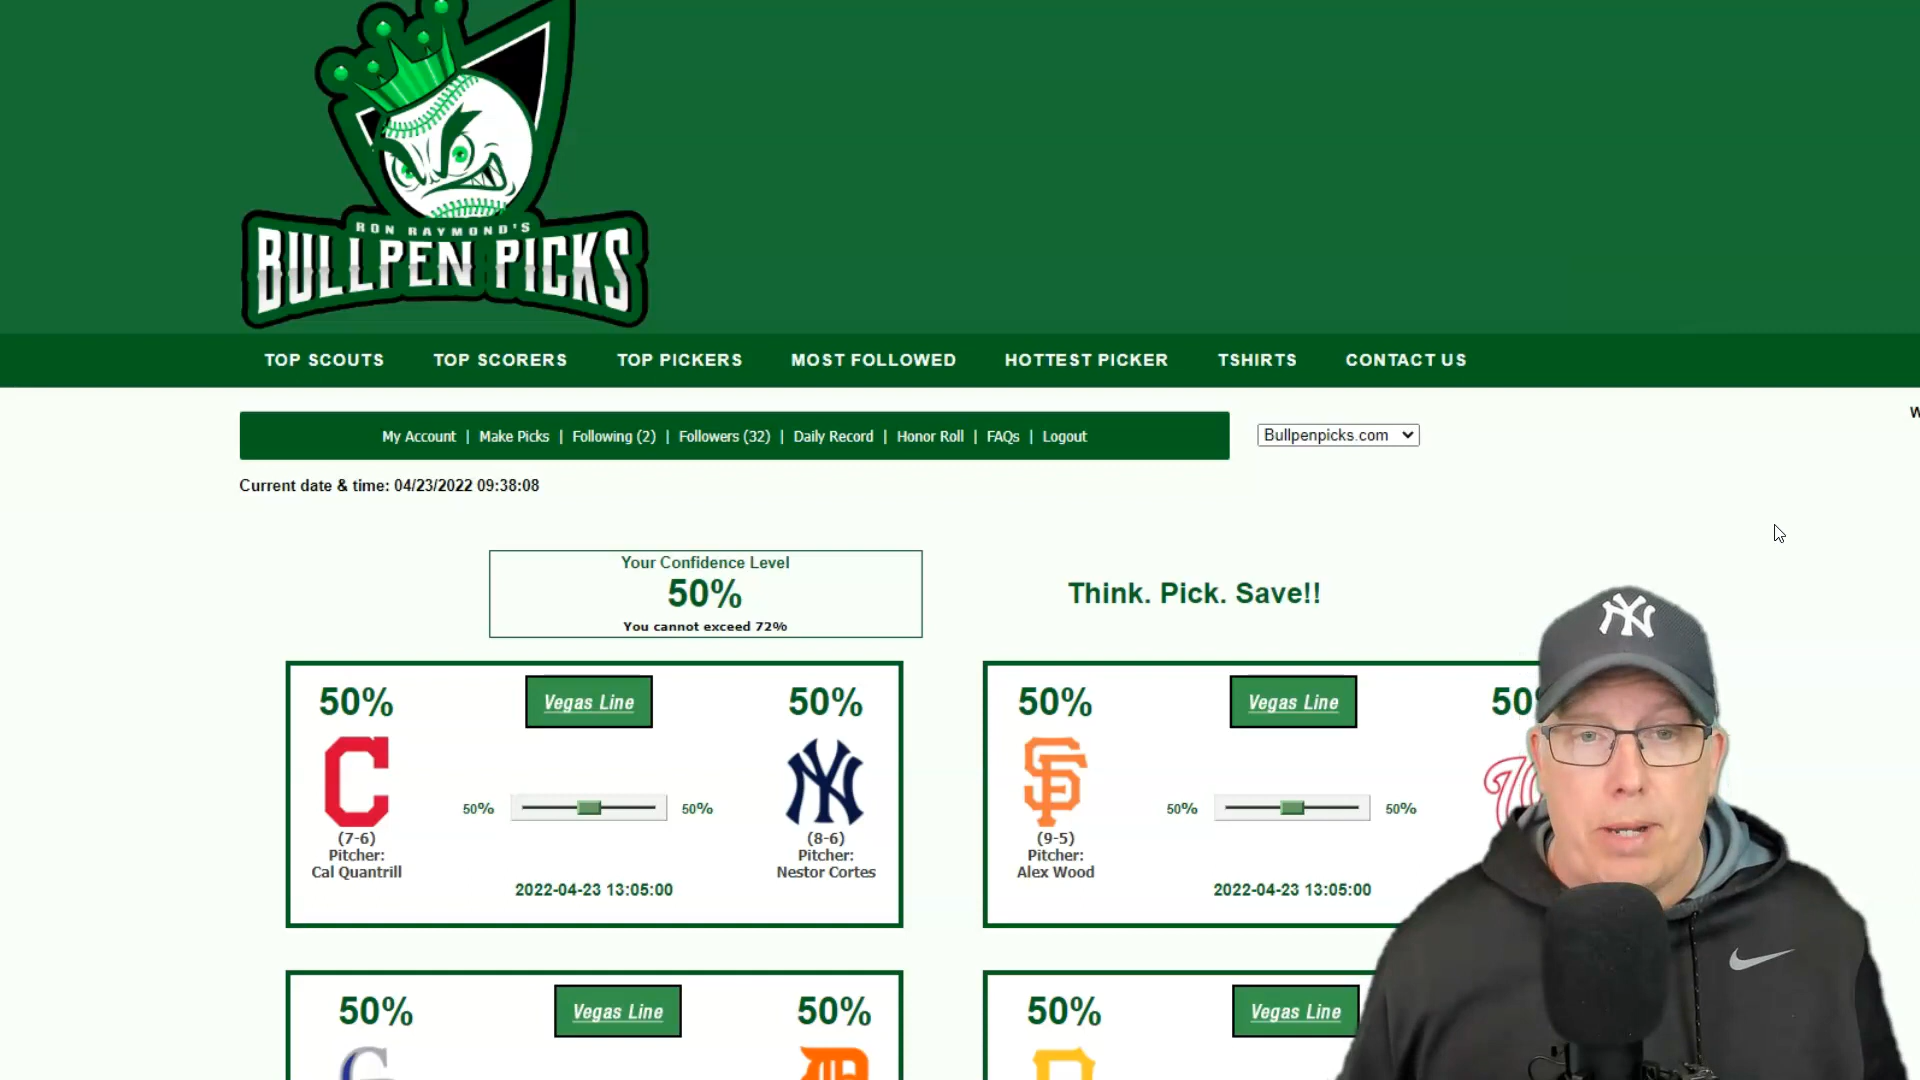 RON RAYMOND'S
BULLPEN PICKS
TOP SCOUTS TOP SCORERS TOP PICKERS MOST FOLLOWED HOTTEST PICKER TSHIRTS CONTACT US
My Account | Make Picks | Following (2) | Followers (32) | Daily Record | Honor Roll | FAQs | Logout
Bullpenpicks.com
Current date & time: 04/23/2022 09:38:08
Your Confidence Level
50%
You cannot exceed 72%
Think. Pick. Save!!
50% Vegas Line 50%
C NY
50% 50%
(7-6) (8-6)
Pitcher: Pitcher:
Cal Quantrill Nestor Cortes
2022-04-23 13:05:00
50% Vegas Line
SF
50% 50%
(9-5)
Pitcher:
Alex Wood
2022-04-23 13:05:00
NY
50% Vegas Line 50%
50% Vegas Line